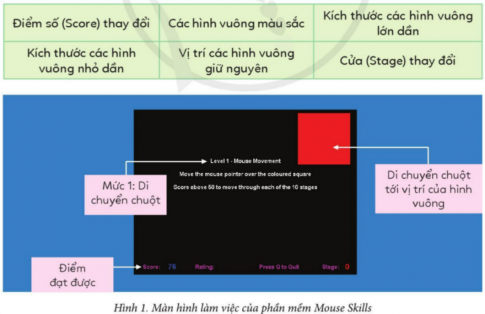 Điểm số (Score) thay đổi
Các hình vuông màu sắc
Kích thước các hình vuông
lớn dần
Kích thước các hình
vuông nhỏ dần
Vị trí các hình vuông
giữ nguyên
Cửa (Stage) thay đổi
Level 1 - Mouse Movement
Move the mouse pointer over the coloured square
Score above 50 to move through each of the 10 stages
Mức 1: Di
chuyển chuột
Di chuyển chuột
tới vị trí của hình
vuông
Điểm
đạt được
Score: 76 Rating: Press Q to Quit Stage: 0
Hình 1. Màn hình làm việc của phần mềm Mouse Skills